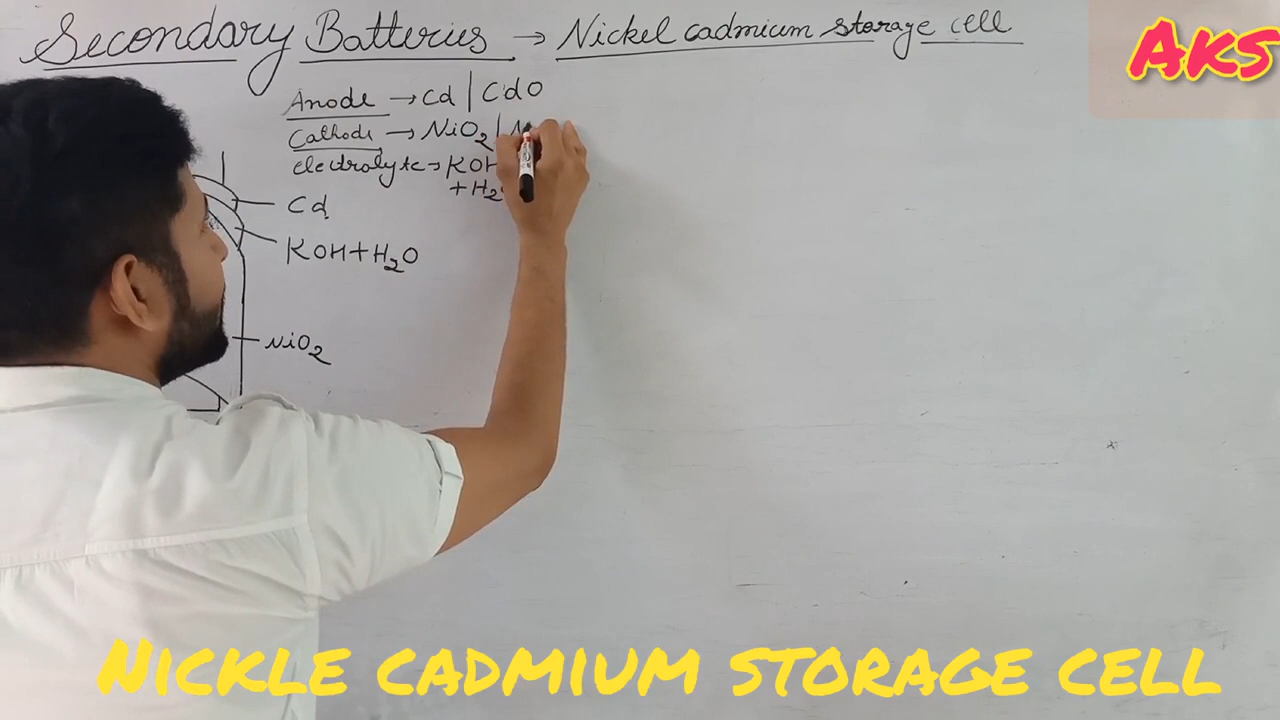 Secondary Batteries → Nickel cadmium storage cell
AKS
Anode → Cd | CdO
Cathode → NiO2 |
electrolyte → KOH
+ H2
Cd
KOH + H2O
NiO2
NICKLE CADMIUM STORAGE CELL